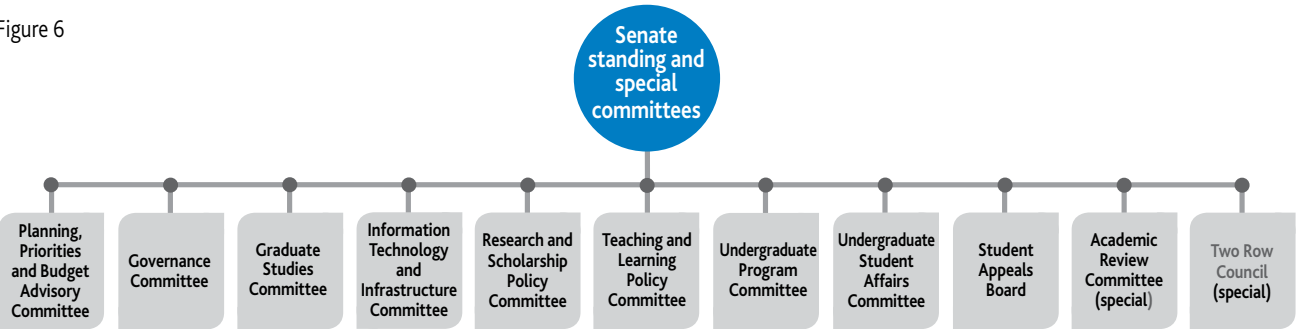 Figure 6
Senate
standing and
special
committees
Planning,
Priorities
and Budget
Advisory
Committee
Governance
Committee
Graduate
Studies
Committee
Information
Technology
and
Infrastructure
Committee
Research and
Scholarship
Policy
Committee
Teaching and
Learning
Policy
Committee
Undergraduate
Program
Committee
Undergraduate
Student
Affairs
Committee
Student
Appeals
Board
Academic
Review
Committee
(special)
Two Row
Council
(special)